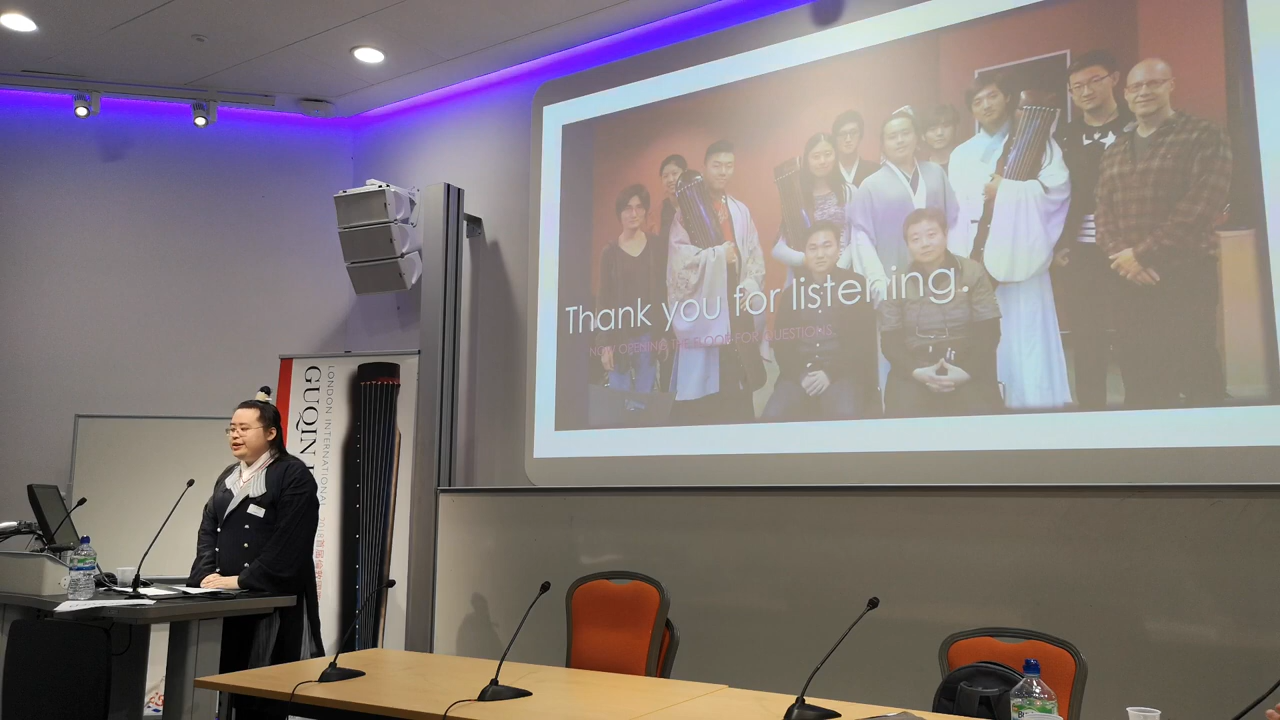 Thank you for listening.
NOW OPENING THE FLOOR FOR QUESTIONS.
LONDON INTERNATIONAL
GUQIN